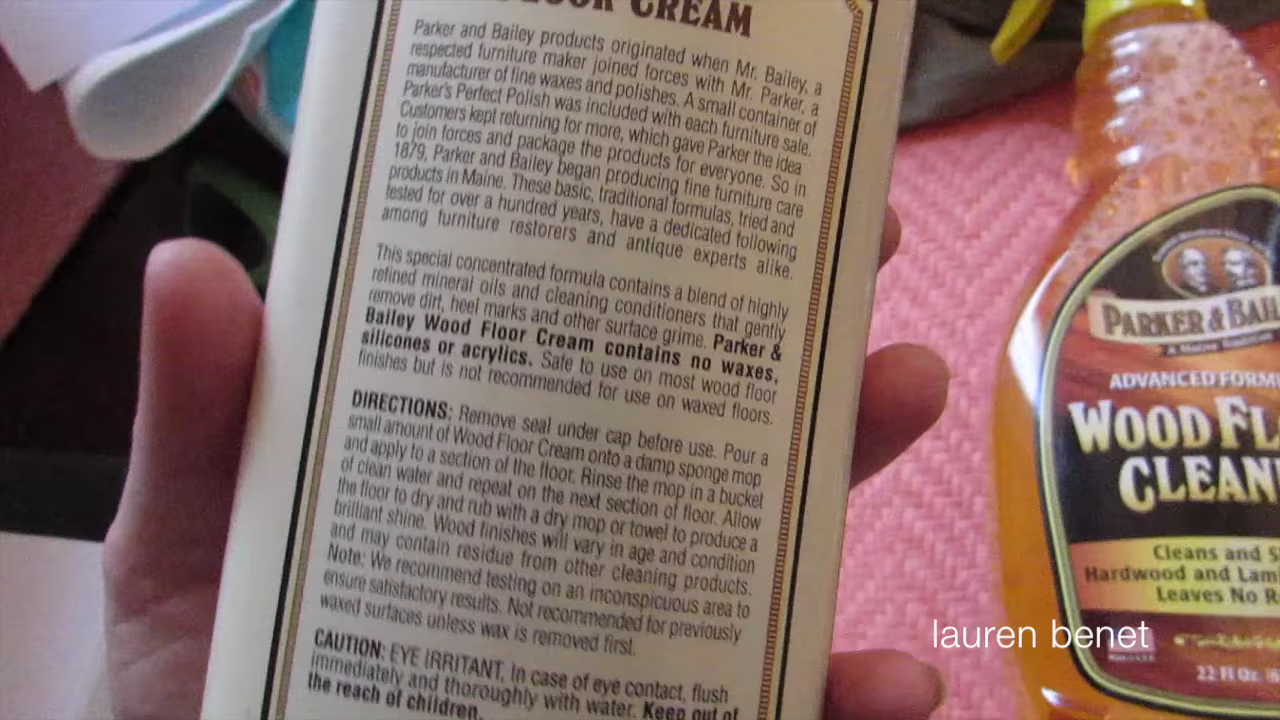 FLOOR CREAM
Parker and Bailey products originated when Mr. Bailey, a
respected furniture maker joined forces with Mr. Parker, a
manufacturer of fine waxes and polishes. A small container of
Parker's Perfect Polish was included with each furniture sale.
Customers kept returning for more, which gave Parker the idea
to join forces and package the products for everyone. So in
1879, Parker and Bailey began producing fine furniture care
products in Maine. These basic, traditional formulas, tried and
tested for over a hundred years, have a dedicated following
among furniture restorers and antique experts alike.
This special concentrated formula contains a blend of highly
refined mineral oils and cleaning conditioners that gently
remove dirt, heel marks and other surface grime. Parker &
Bailey Wood Floor Cream contains no waxes,
silicones or acrylics. Safe to use on most wood floor
finishes but is not recommended for use on waxed floors.
DIRECTIONS: Remove seal under cap before use. Pour a
small amount of Wood Floor Cream onto a damp sponge mop
and apply to a section of the floor. Rinse the mop in a bucket
of clean water and repeat on the next section of floor. Allow
the floor to dry and rub with a dry mop or towel to produce a
brilliant shine. Wood finishes will vary in age and condition
and may contain residue from other cleaning products.
Note: We recommend testing on an inconspicuous area to
ensure satisfactory results. Not recommended for previously
waxed surfaces unless wax is removed first.
CAUTION: EYE IRRITANT, In case of eye contact, flush
immediately and thoroughly with water. Keep out of
the reach of children.
PARKER & BAI
ADVANCED FORM
WOOD FL
CLEAN
Cleans and S
Hardwood and Lam
Leaves No R
22 Fl Oz.
lauren benet